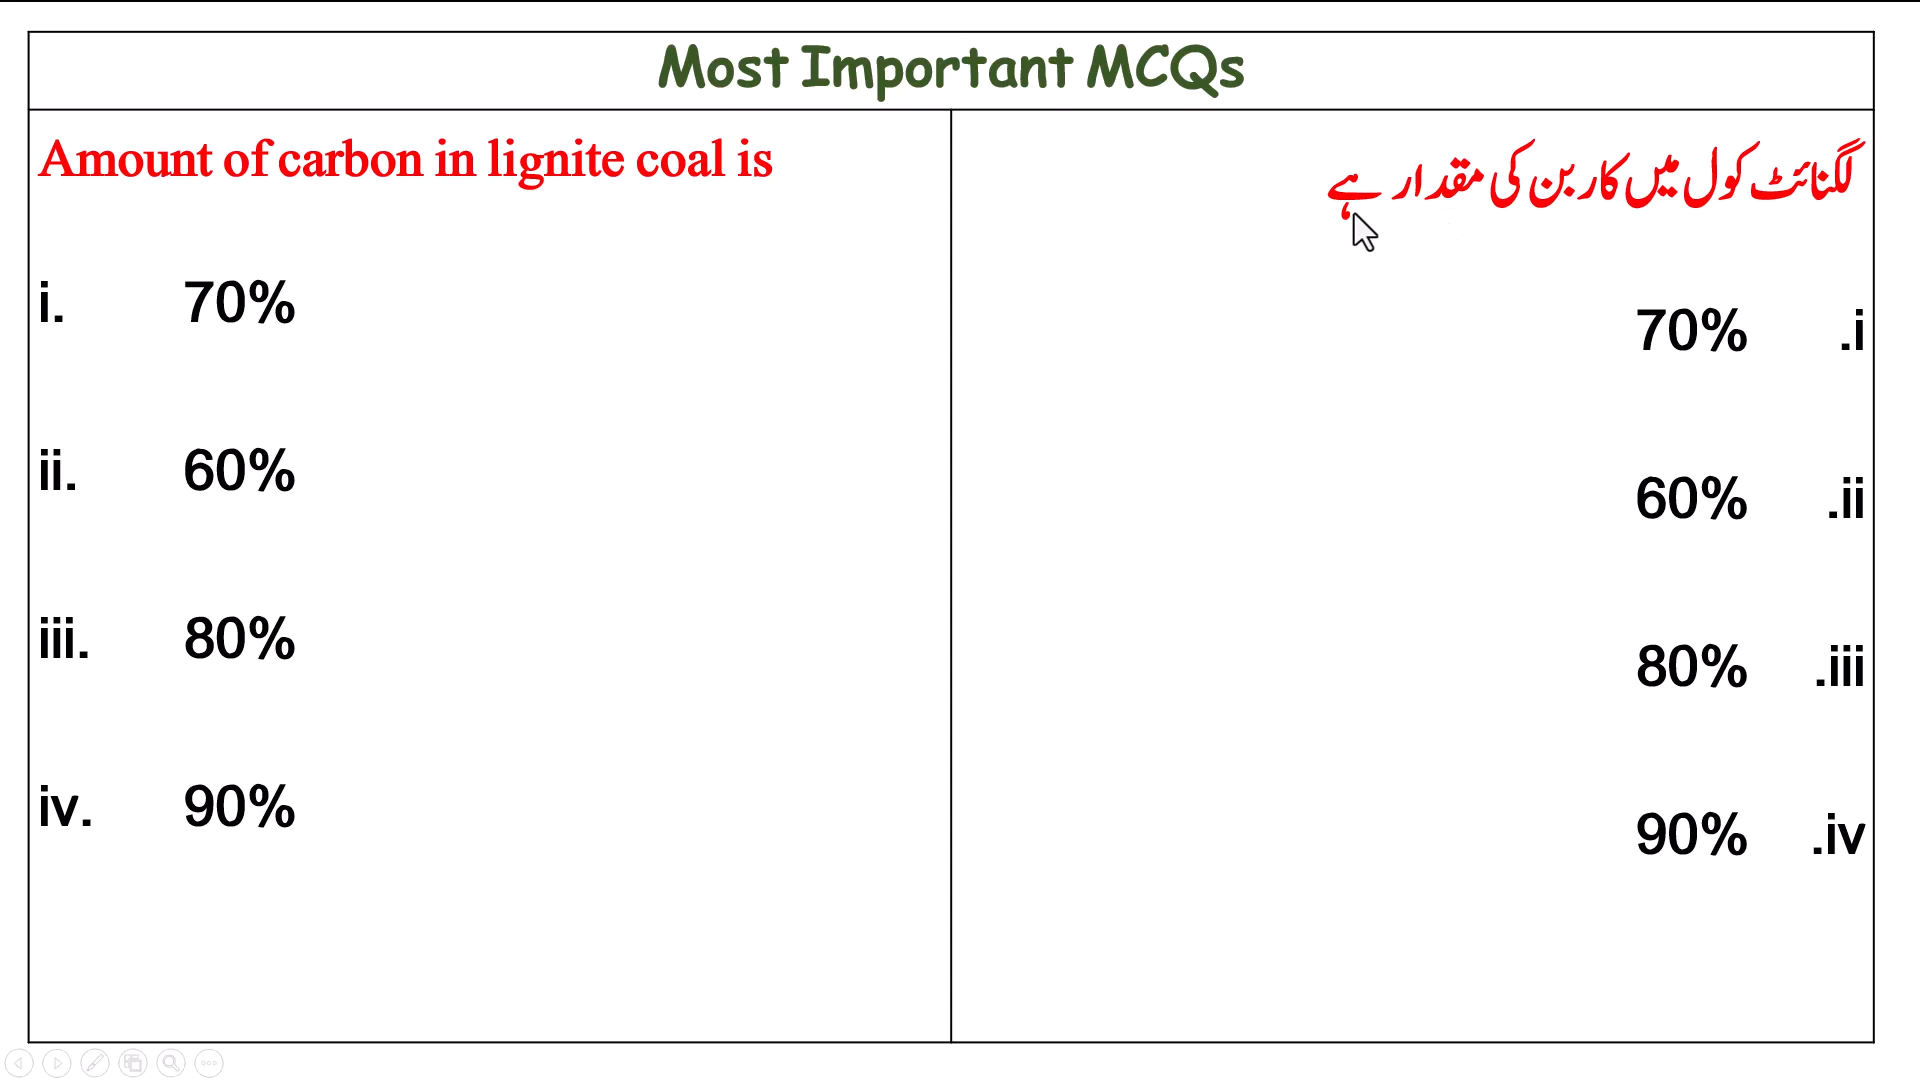 Most Important MCQs
Amount of carbon in lignite coal is
i. 70%
ii. 60%
iii. 80%
iv. 90%
لگنائٹ کول میں کاربن کی مقدار ہے
70% .i
60% .ii
80% .iii
90% .iv